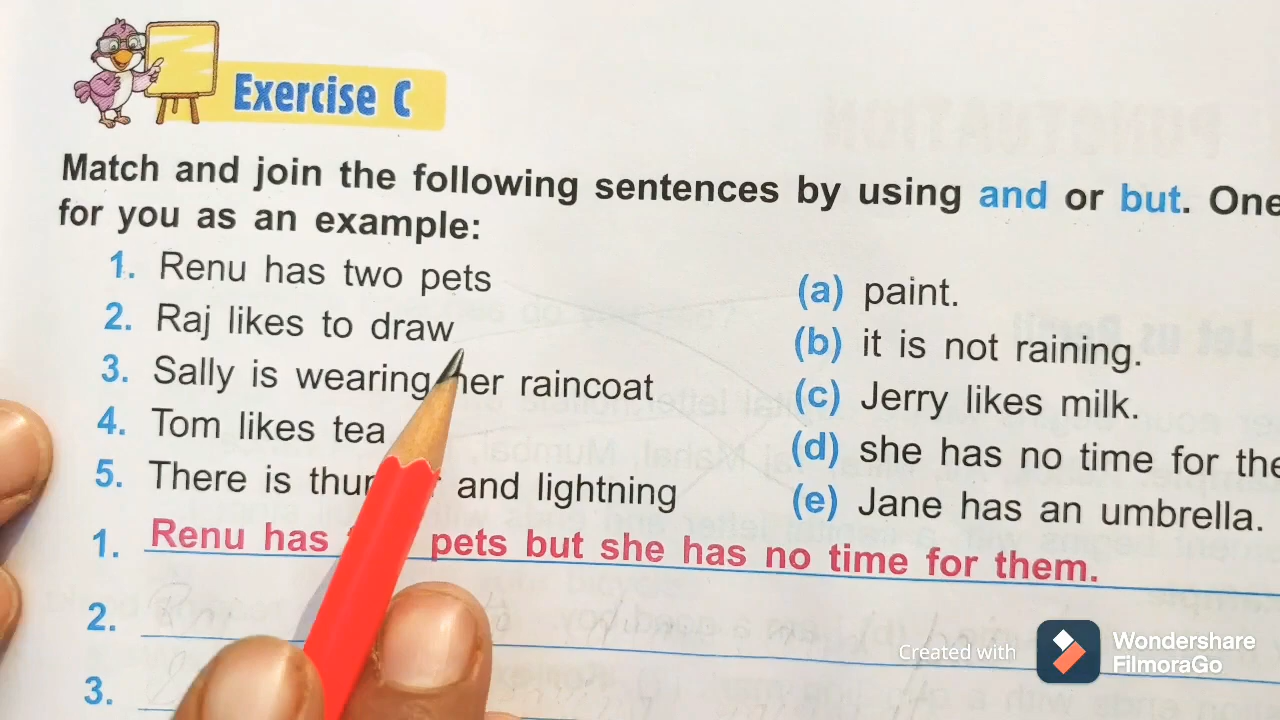 Exercise C
Match and join the following sentences by using and or but. One
for you as an example:
1. Renu has two pets (a) paint.
2. Raj likes to draw (b) it is not raining.
3. Sally is wearing her raincoat (c) Jerry likes milk.
4. Tom likes tea (d) she has no time for the
5. There is and lightning (e) Jane has an umbrella.
1. Renu has pets but she has no time for them.
2.
3.
Created with Wondershare
FilmoraGo